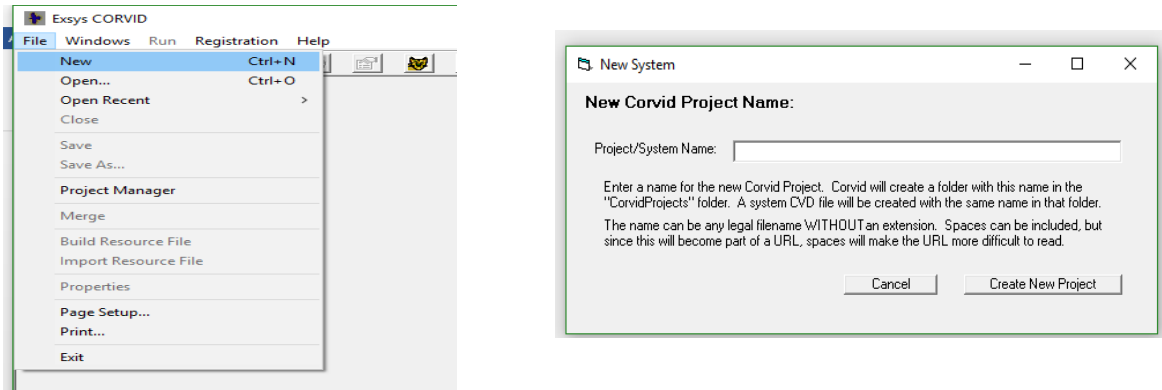 Exsys CORVID
File Windows Run Registration Help
New Ctrl+N
Open... Ctrl+O
Open Recent >
Close
Save
Save As...
Project Manager
Merge
Build Resource File
Import Resource File
Properties
Page Setup...
Print...
Exit
New System
New Corvid Project Name:
Project/System Name:
Enter a name for the new Corvid Project. Corvid will create a folder with this name in the
"CorvidProjects" folder. A system CVD file will be created with the same name in that folder.
The name can be any legal filename WITHOUT an extension. Spaces can be included, but
since this will become part of a URL, spaces will make the URL more difficult to read.
Cancel Create New Project